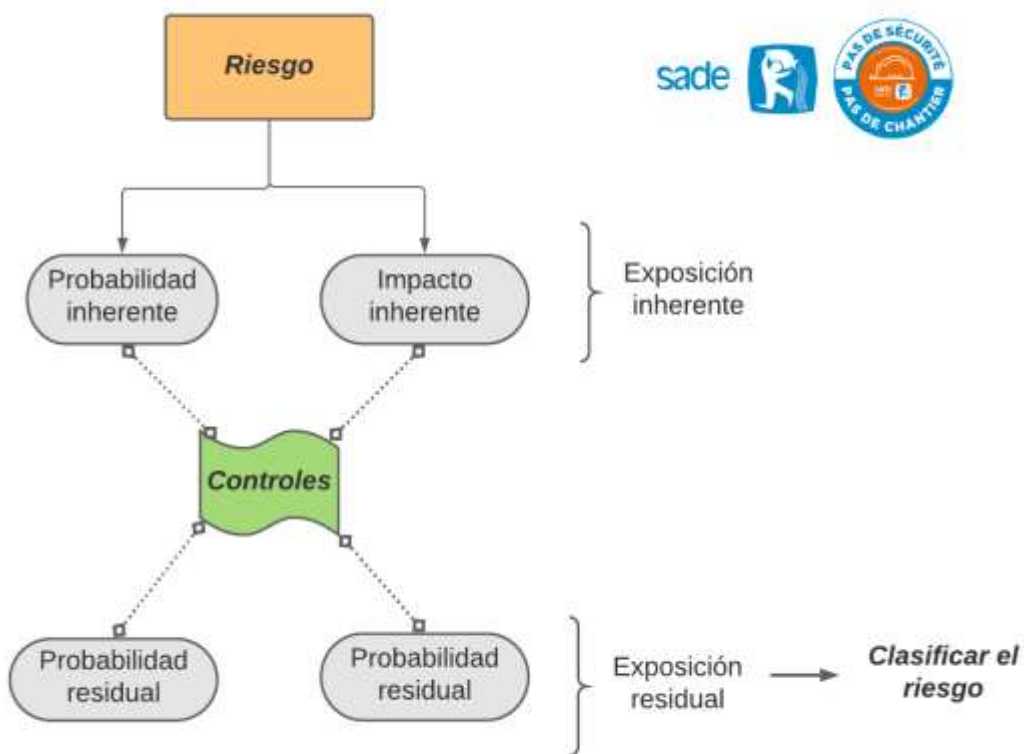 Riesgo
sade
PAS DE SÉCURITÉ
PAS DE CHANTIER
Probabilidad
inherente
Impacto
inherente
Exposición
inherente
Controles
Probabilidad
residual
Probabilidad
residual
Exposición
residual
Clasificar el
riesgo